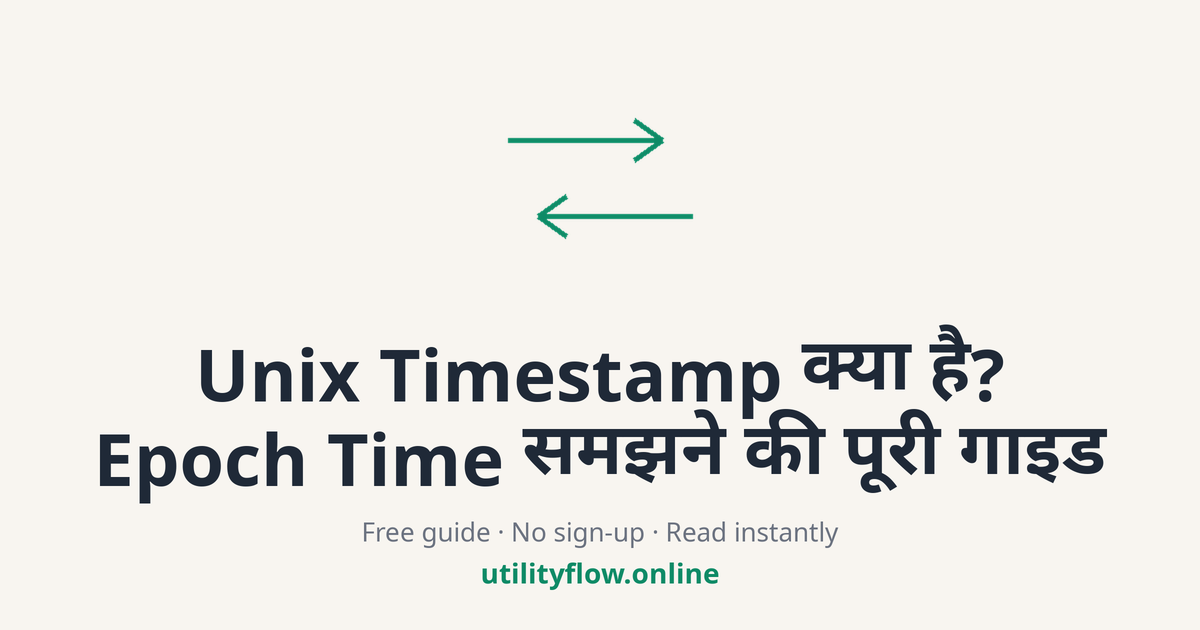 Unix Timestamp क्या है?
Epoch Time समझने की पूरी गाइड
Free guide · No sign-up · Read instantly
utilityflow.online